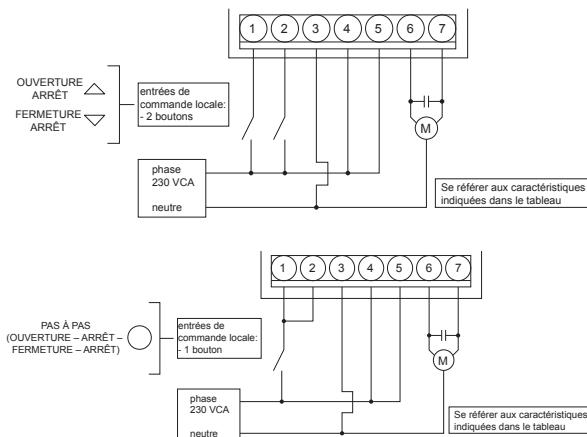 1 2 3 4 5 6 7
OUVERTURE
ARRÊT
FERMETURE
ARRÊT
entrées de
commande locale:
- 2 boutons
M
phase
230 VCA
neutre
Se référer aux caractéristiques
indiquées dans le tableau
1 2 3 4 5 6 7
PAS À PAS
(OUVERTURE – ARRÊT –
FERMETURE – ARRÊT)
entrées de
commande locale:
- 1 bouton
M
phase
230 VCA
neutre
Se référer aux caractéristiques
indiquées dans le tableau